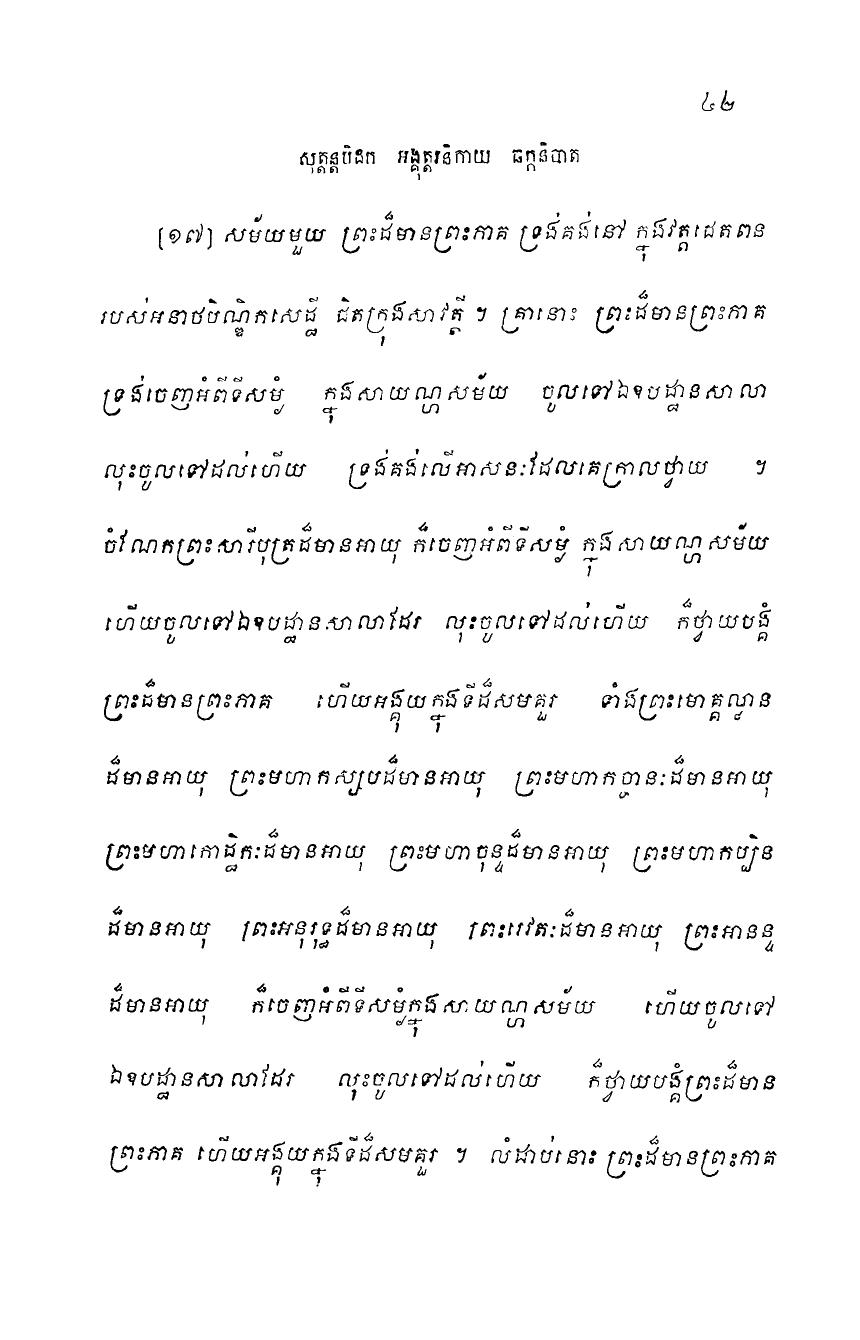 ៤២
សុត្តន្តបិដក អង្គុត្តរនិកាយ ឆក្កនិបាត
[១៧] សម័យមួយ ព្រះដ៏មានព្រះភាគ ទ្រង់គង់នៅ ក្នុងវត្តជេតពន
របស់អនាថបិណ្ឌិកសេដ្ឋី ជិតក្រុងសាវត្ថី ។ គ្រានោះ ព្រះដ៏មានព្រះភាគ
ទ្រង់ចេញអំពីទីសម្ងំ ក្នុងសាយណ្ហសម័យ ចូលទៅឯឧបដ្ឋានសាលា
លុះចូលទៅដល់ហើយ ទ្រង់គង់លើអាសនៈដែលគេក្រាលថ្វាយ ។
ចំណែកព្រះសារីបុត្រដ៏មានអាយុ ក៏ចេញអំពីទីសម្ងំ ក្នុងសាយណ្ហសម័យ
ហើយចូលទៅឯឧបដ្ឋានសាលាដែរ លុះចូលទៅដល់ហើយ ក៏ថ្វាយបង្គំ
ព្រះដ៏មានព្រះភាគ ហើយអង្គុយក្នុងទីដ៏សមគួរ ទាំងព្រះមោគ្គល្លាន
ដ៏មានអាយុ ព្រះមហាកស្សបដ៏មានអាយុ ព្រះមហាកច្ចានៈដ៏មានអាយុ
ព្រះមហាកោដ្ឋិកៈដ៏មានអាយុ ព្រះមហាចុន្ទដ៏មានអាយុ ព្រះមហាកប្បិន
ដ៏មានអាយុ ព្រះអនុរុទ្ធដ៏មានអាយុ ព្រះរេវតៈដ៏មានអាយុ ព្រះអានន្ទ
ដ៏មានអាយុ ក៏ចេញអំពីទីសម្ងំក្នុងសាយណ្ហសម័យ ហើយចូលទៅ
ឯឧបដ្ឋានសាលាដែរ លុះចូលទៅដល់ហើយ ក៏ថ្វាយបង្គំព្រះដ៏មាន
ព្រះភាគ ហើយអង្គុយក្នុងទីដ៏សមគួរ ។ លំដាប់នោះ ព្រះដ៏មានព្រះភាគ